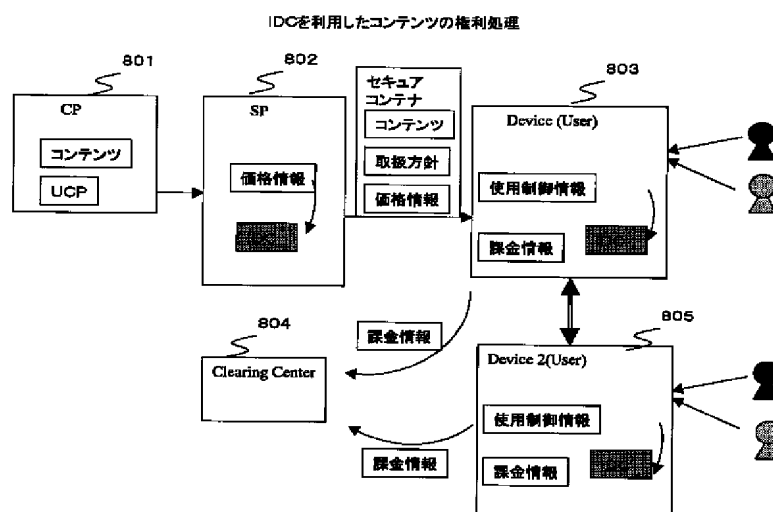 IDCを利用したコンテンツの権利処理
801
CP
コンテンツ
UCP
802
SP
価格情報
セキュア
コンテナ
コンテンツ
取扱方針
価格情報
803
Device (User)
使用制御情報
課金情報
804
Clearing Center
課金情報
課金情報
805
Device 2(User)
使用制御情報
課金情報